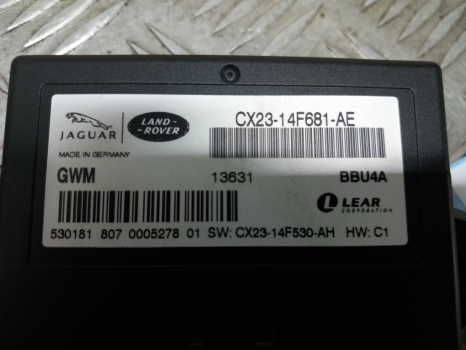 JAGUAR
LAND-
-ROVER
CX23-14F681-AE
MADE IN GERMANY
GWM 13631 BBU4A
LEAR
CORPORATION
530181 807 0005278 01 SW: CX23-14F530-AH HW: C1